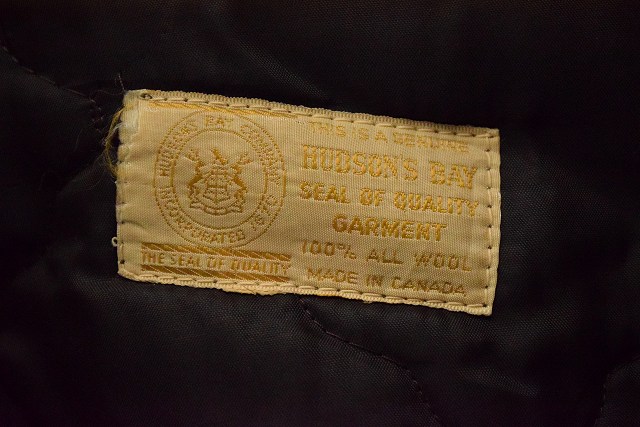 HUDSON'S BAY COMPANY
INCORPORATED 1670
THE SEAL OF QUALITY
THIS IS A GENUINE
HUDSON'S BAY
SEAL OF QUALITY
GARMENT
100% ALL WOOL
MADE IN CANADA